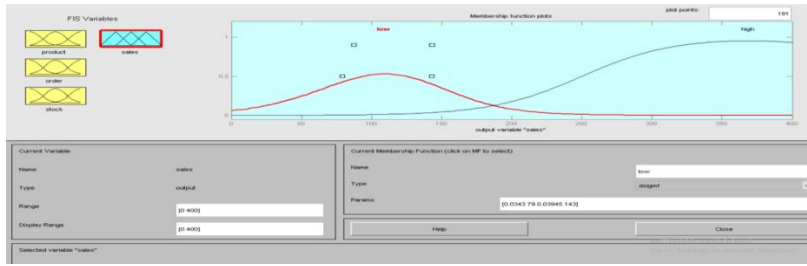 FIS Variables
product
sales
order
stock
Membership function plots
plot points:
181
low
high
1
0.5
0
0
50
100
150
200
250
300
350
400
output variable "sales"
Current Variable
Name
sales
Type
output
Range
[0 400]
Display Range
[0 400]
Current Membership Function (click on MF to select)
Name
low
Type
dsigmf
Params
[0.0343 79 0.03945 143]
Help
Close
Selected variable "sales"